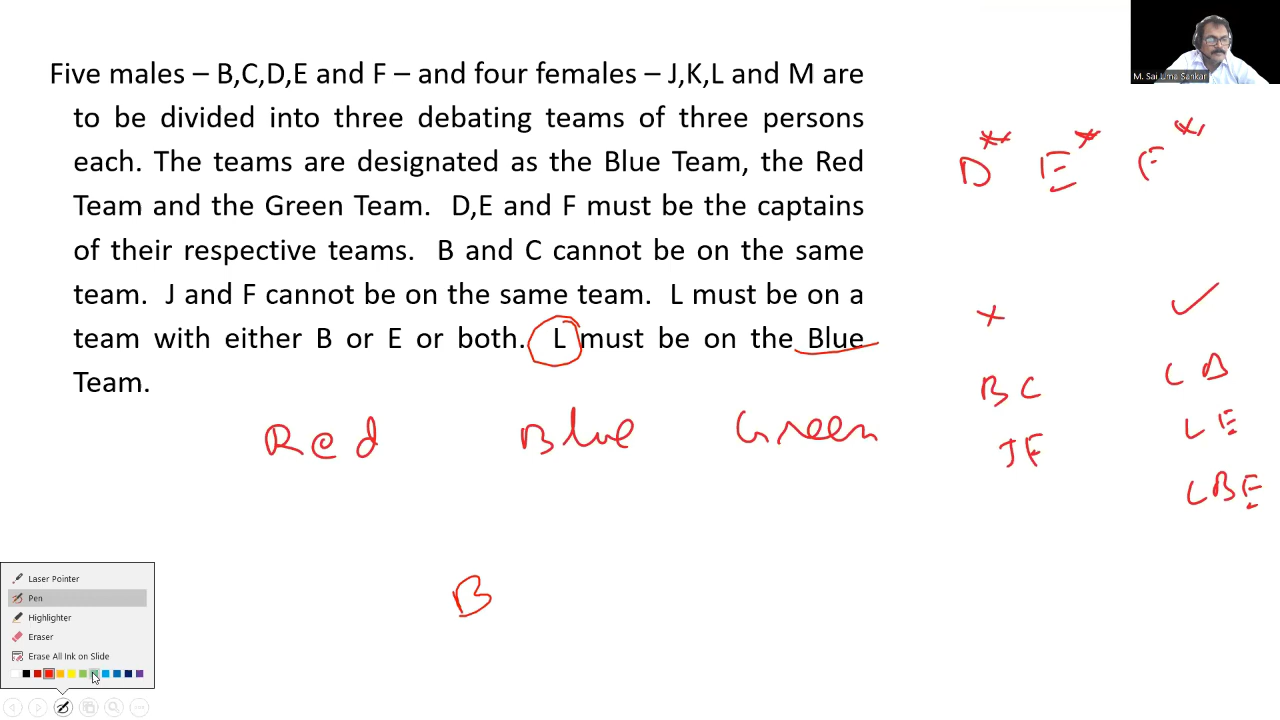 Five males – B,C,D,E and F – and four females – J,K,L and M are
to be divided into three debating teams of three persons
each. The teams are designated as the Blue Team, the Red
Team and the Green Team. D,E and F must be the captains
of their respective teams. B and C cannot be on the same
team. J and F cannot be on the same team. L must be on a
team with either B or E or both. L must be on the Blue
Team.
M. Sai Uma Sankar
D** E* F*
× ✓
BC LB
JF LE
LBE
Red Blue Green
B
Laser Pointer
Pen
Highlighter
Eraser
Erase All Ink on Slide